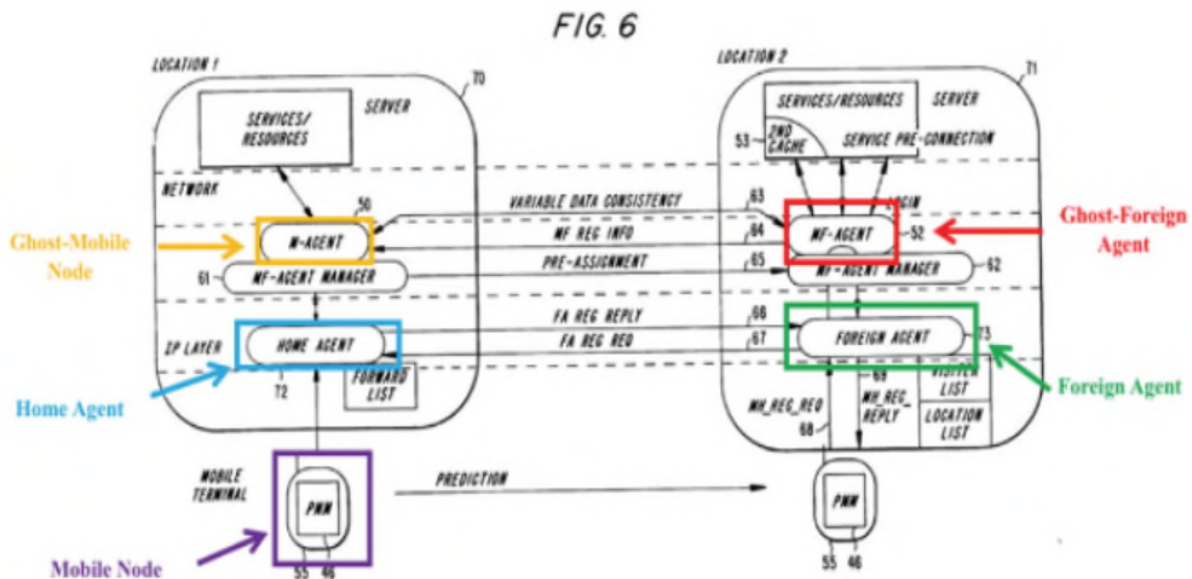 FIG. 6
LOCATION 1
70
SERVICES/
RESOURCES
SERVER
NETWORK
50
M-AGENT
61
MF-AGENT MANAGER
IP LAYER
HOME AGENT
72
FORWARD
LIST
MOBILE
TERMINAL
PMM
55
46
Ghost-Mobile
Node
Home Agent
Mobile Node
VARIABLE DATA CONSISTENCY
63
MF REG INFO
64
PRE-ASSIGNMENT
65
FA REG REPLY
66
FA REG REQ
67
PREDICTION
LOCATION 2
71
SERVICES/RESOURCES
SERVER
53
2ND
CACHE
SERVICE PRE-CONNECTION
LOGIN
MF-AGENT
52
MF-AGENT MANAGER
62
FOREIGN AGENT
73
69
VISITER
LIST
MH_REG_REQ
68
MH_REG_
REPLY
LOCATION
LIST
PMM
55
46
Ghost-Foreign
Agent
Foreign Agent